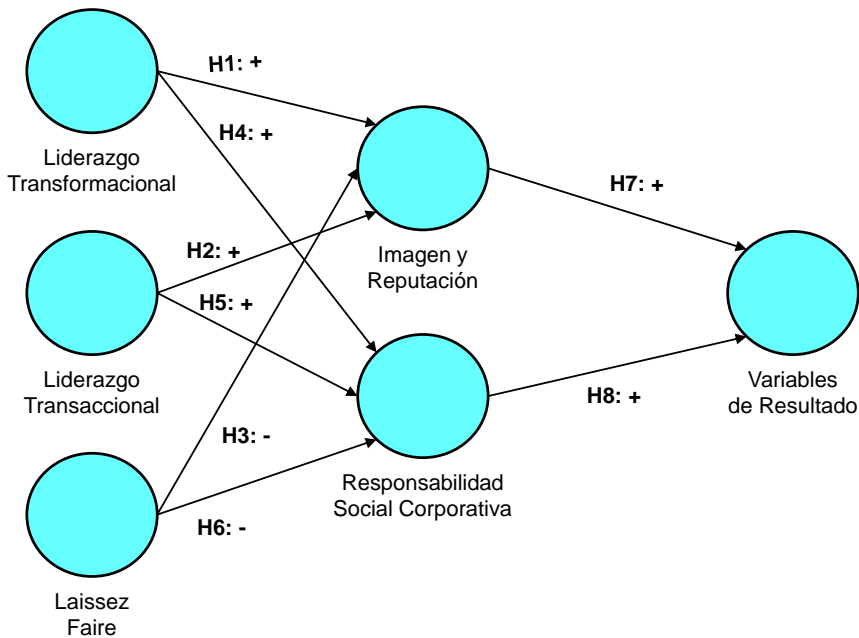 H1: +
H4: +
Liderazgo
Transformacional
H7: +
H2: +
Imagen y
Reputación
H5: +
Liderazgo
Transaccional
Variables
de Resultado
H8: +
H3: -
Responsabilidad
Social Corporativa
H6: -
Laissez
Faire